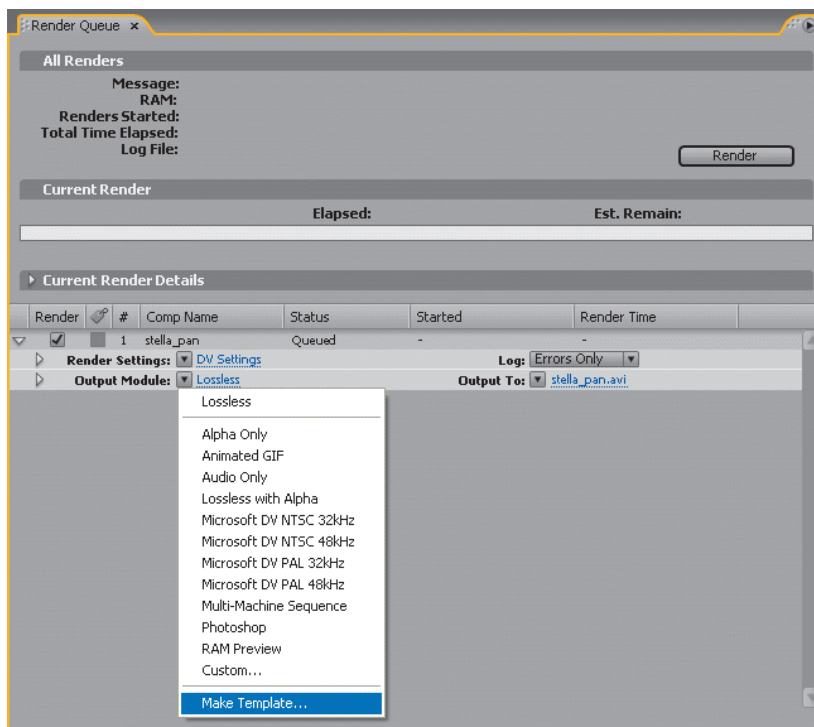 Render Queue ×
All Renders
Message:
RAM:
Renders Started:
Total Time Elapsed:
Log File:
Render
Current Render
Elapsed: Est. Remain:
Current Render Details
Render # Comp Name Status Started Render Time
1 stella_pan Queued - -
Render Settings: DV Settings Log: Errors Only
Output Module: Lossless Output To: stella_pan.avi
Lossless
Alpha Only
Animated GIF
Audio Only
Lossless with Alpha
Microsoft DV NTSC 32kHz
Microsoft DV NTSC 48kHz
Microsoft DV PAL 32kHz
Microsoft DV PAL 48kHz
Multi-Machine Sequence
Photoshop
RAM Preview
Custom...
Make Template...